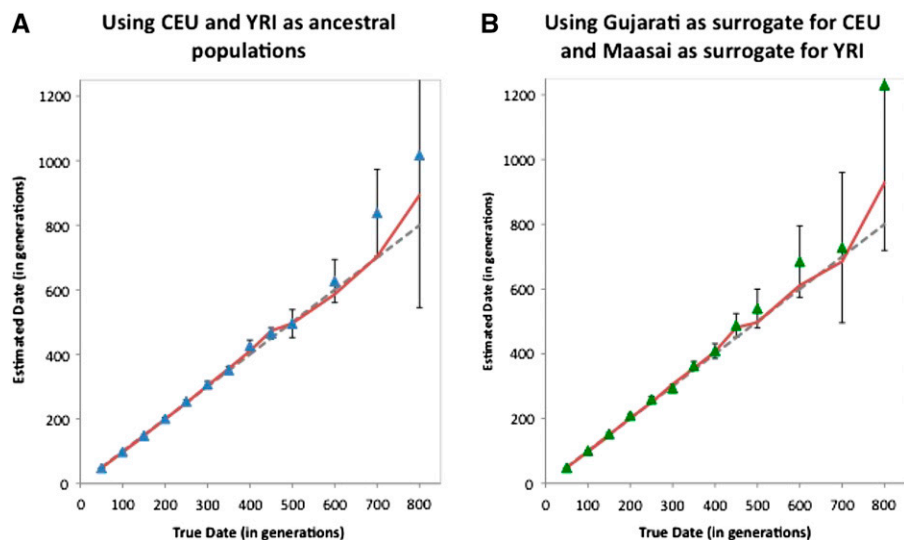 A
Using CEU and YRI as ancestral
populations
Estimated Date (in generations)
1200
1000
800
600
400
200
0
0 100 200 300 400 500 600 700 800
True Date (in generations)
B
Using Gujarati as surrogate for CEU
and Maasai as surrogate for YRI
Estimated Date (in generations)
1200
1000
800
600
400
200
0
0 100 200 300 400 500 600 700 800
True Date (in generations)